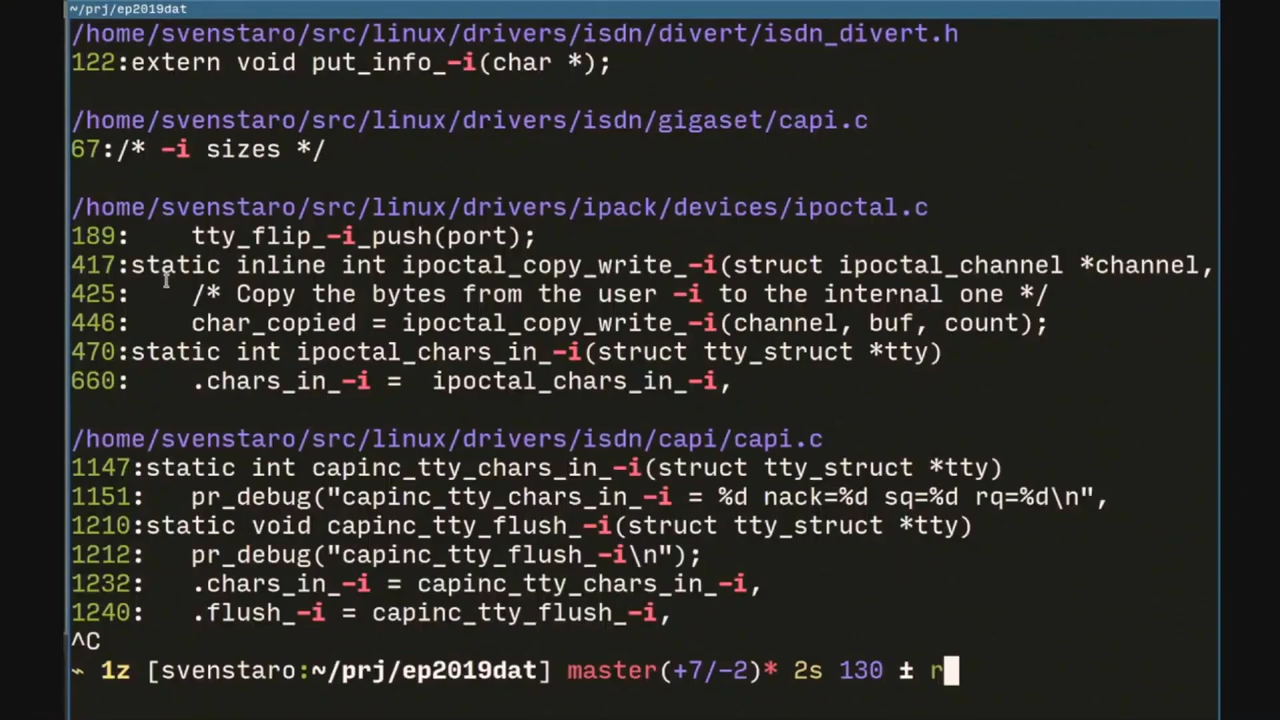 ~/prj/ep2019dat
/home/svenstaro/src/linux/drivers/isdn/divert/isdn_divert.h
122:extern void put_info_-i(char *);
/home/svenstaro/src/linux/drivers/isdn/gigaset/capi.c
67:/* -i sizes */
/home/svenstaro/src/linux/drivers/ipack/devices/ipoctal.c
189:    tty_flip_-i_push(port);
417:static inline int ipoctal_copy_write_-i(struct ipoctal_channel *channel,
425:    /* Copy the bytes from the user -i to the internal one */
446:    char_copied = ipoctal_copy_write_-i(channel, buf, count);
470:static int ipoctal_chars_in_-i(struct tty_struct *tty)
660:    .chars_in_-i =  ipoctal_chars_in_-i,
/home/svenstaro/src/linux/drivers/isdn/capi/capi.c
1147:static int capinc_tty_chars_in_-i(struct tty_struct *tty)
1151:   pr_debug("capinc_tty_chars_in_-i = %d nack=%d sq=%d rq=%d\n",
1210:static void capinc_tty_flush_-i(struct tty_struct *tty)
1212:   pr_debug("capinc_tty_flush_-i\n");
1232:   .chars_in_-i = capinc_tty_chars_in_-i,
1240:   .flush_-i = capinc_tty_flush_-i,
^C
~ 1z [svenstaro:~/prj/ep2019dat] master(+7/-2)* 2s 130 ± r